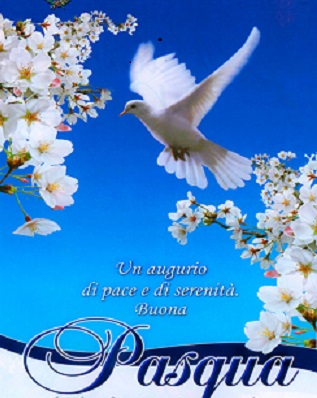 Un augurio
di pace e di serenità.
Buona
Pasqua